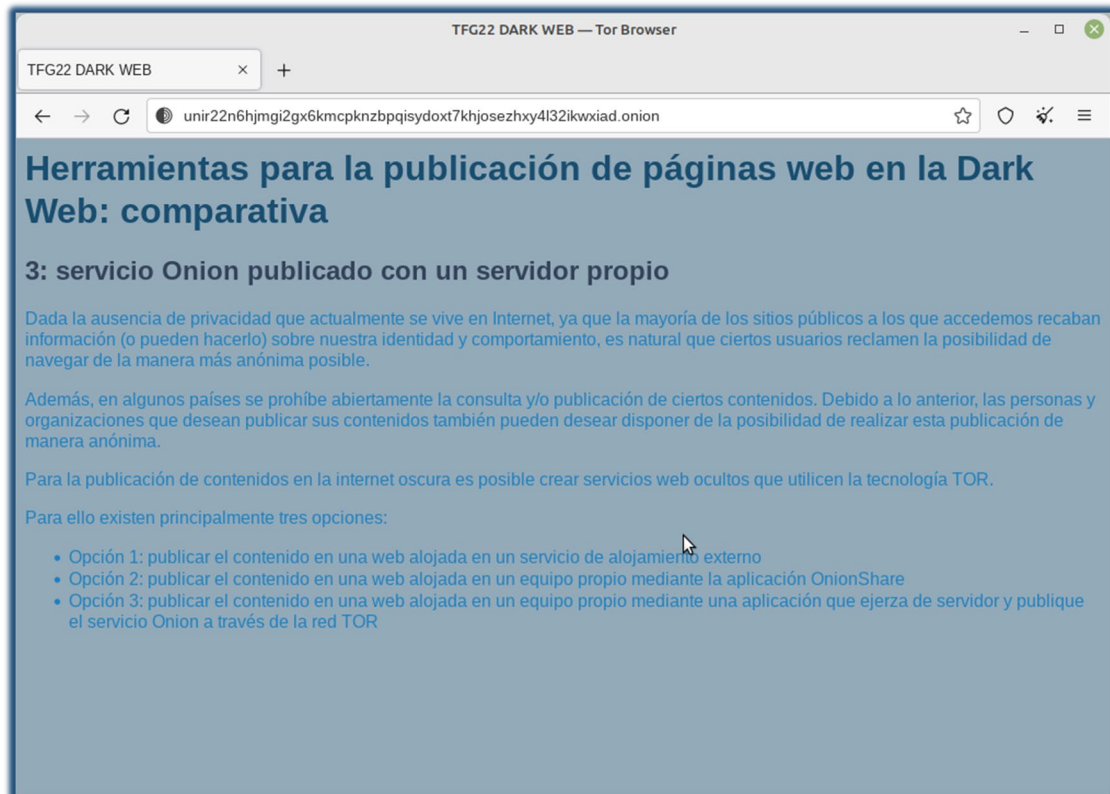 TFG22 DARK WEB — Tor Browser
TFG22 DARK WEB
unir22n6hjmgi2gx6kmcpknzbpqisydoxt7khjosezhxy4l32ikwxiad.onion
Herramientas para la publicación de páginas web en la Dark
Web: comparativa
3: servicio Onion publicado con un servidor propio
Dada la ausencia de privacidad que actualmente se vive en Internet, ya que la mayoría de los sitios públicos a los que accedemos recaban
información (o pueden hacerlo) sobre nuestra identidad y comportamiento, es natural que ciertos usuarios reclamen la posibilidad de
navegar de la manera más anónima posible.
Además, en algunos países se prohíbe abiertamente la consulta y/o publicación de ciertos contenidos. Debido a lo anterior, las personas y
organizaciones que desean publicar sus contenidos también pueden desear disponer de la posibilidad de realizar esta publicación de
manera anónima.
Para la publicación de contenidos en la internet oscura es posible crear servicios web ocultos que utilicen la tecnología TOR.
Para ello existen principalmente tres opciones:
• Opción 1: publicar el contenido en una web alojada en un servicio de alojamiento externo
• Opción 2: publicar el contenido en una web alojada en un equipo propio mediante la aplicación OnionShare
• Opción 3: publicar el contenido en una web alojada en un equipo propio mediante una aplicación que ejerza de servidor y publique
el servicio Onion a través de la red TOR